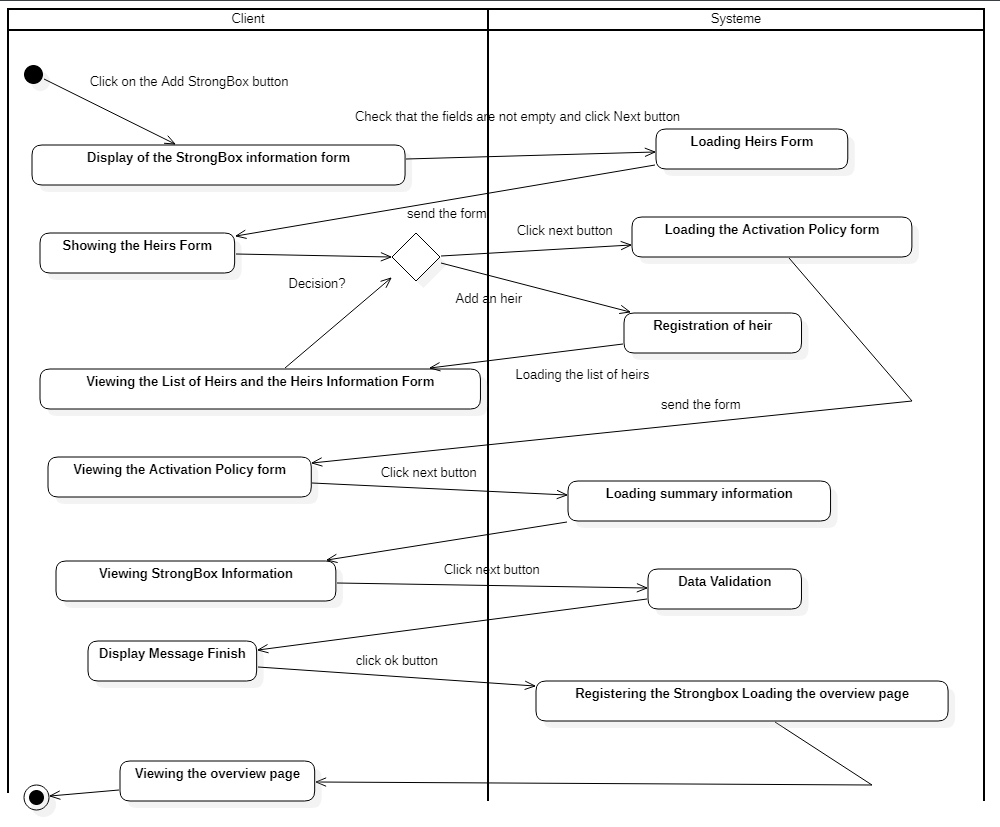 Client
Systeme
Click on the Add StrongBox button
Check that the fields are not empty and click Next button
Loading Heirs Form
Display of the StrongBox information form
send the form
Click next button
Loading the Activation Policy form
Showing the Heirs Form
Decision?
Add an heir
Registration of heir
Viewing the List of Heirs and the Heirs Information Form
Loading the list of heirs
send the form
Viewing the Activation Policy form
Click next button
Loading summary information
Viewing StrongBox Information
Click next button
Data Validation
Display Message Finish
click ok button
Registering the Strongbox Loading the overview page
Viewing the overview page